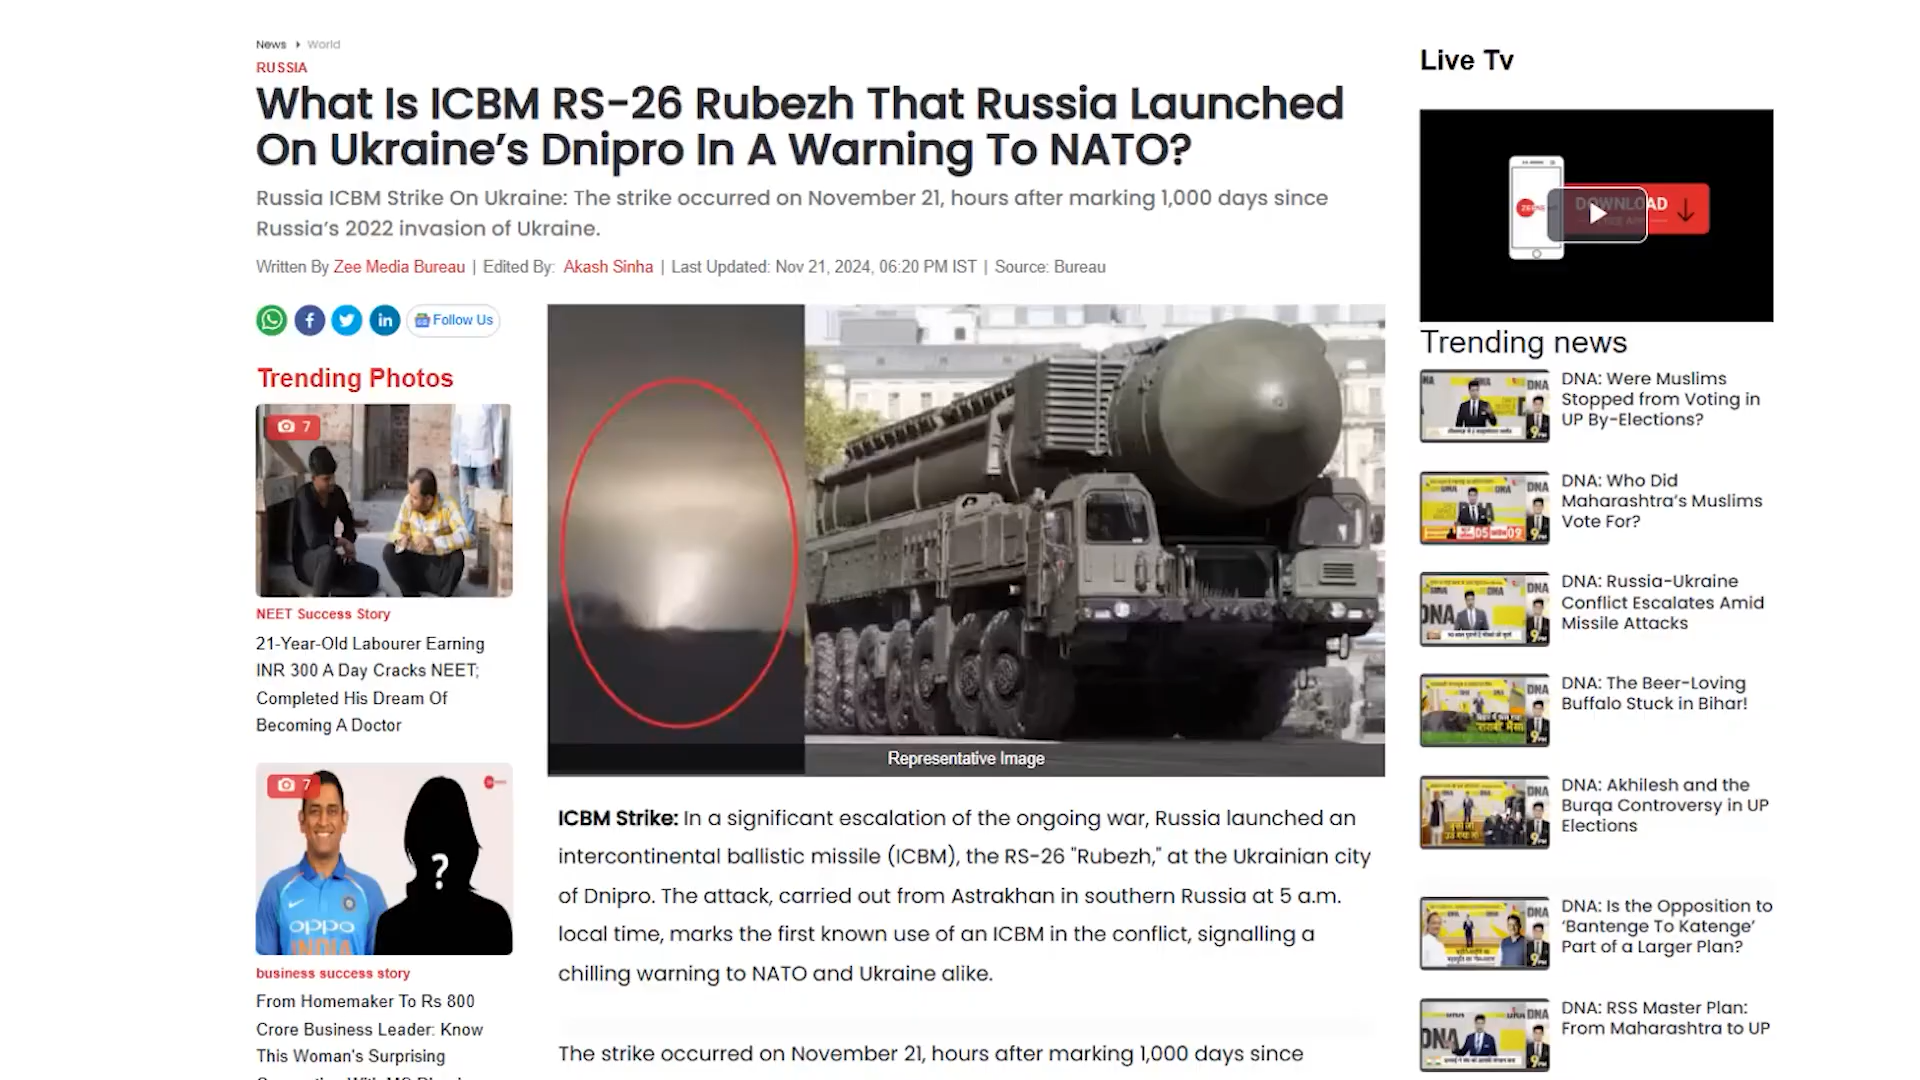 News World
RUSSIA
What Is ICBM RS-26 Rubezh That Russia Launched
On Ukraine’s Dnipro In A Warning To NATO?
Russia ICBM Strike On Ukraine: The strike occurred on November 21, hours after marking 1,000 days since
Russia’s 2022 invasion of Ukraine.
Written By Zee Media Bureau | Edited By: Akash Sinha | Last Updated: Nov 21, 2024, 06:20 PM IST | Source: Bureau
Follow Us
Trending Photos
7
NEET Success Story
21-Year-Old Labourer Earning
INR 300 A Day Cracks NEET;
Completed His Dream Of
Becoming A Doctor
7
?
oppo
INDIA
business success story
From Homemaker To Rs 800
Crore Business Leader: Know
This Woman's Surprising
Representative Image
ICBM Strike: In a significant escalation of the ongoing war, Russia launched an
intercontinental ballistic missile (ICBM), the RS-26 "Rubezh," at the Ukrainian city
of Dnipro. The attack, carried out from Astrakhan in southern Russia at 5 a.m.
local time, marks the first known use of an ICBM in the conflict, signalling a
chilling warning to NATO and Ukraine alike.
The strike occurred on November 21, hours after marking 1,000 days since
Live Tv
DOWNLOAD
Trending news
DNA
DNA: Were Muslims
Stopped from Voting in
UP By-Elections?
DNA
DNA: Who Did
Maharashtra’s Muslims
Vote For?
DNA
DNA: Russia-Ukraine
Conflict Escalates Amid
Missile Attacks
DNA
DNA: The Beer-Loving
Buffalo Stuck in Bihar!
DNA
DNA: Akhilesh and the
Burqa Controversy in UP
Elections
DNA
DNA: Is the Opposition to
‘Bantenge To Katenge’
Part of a Larger Plan?
DNA
DNA: RSS Master Plan:
From Maharashtra to UP